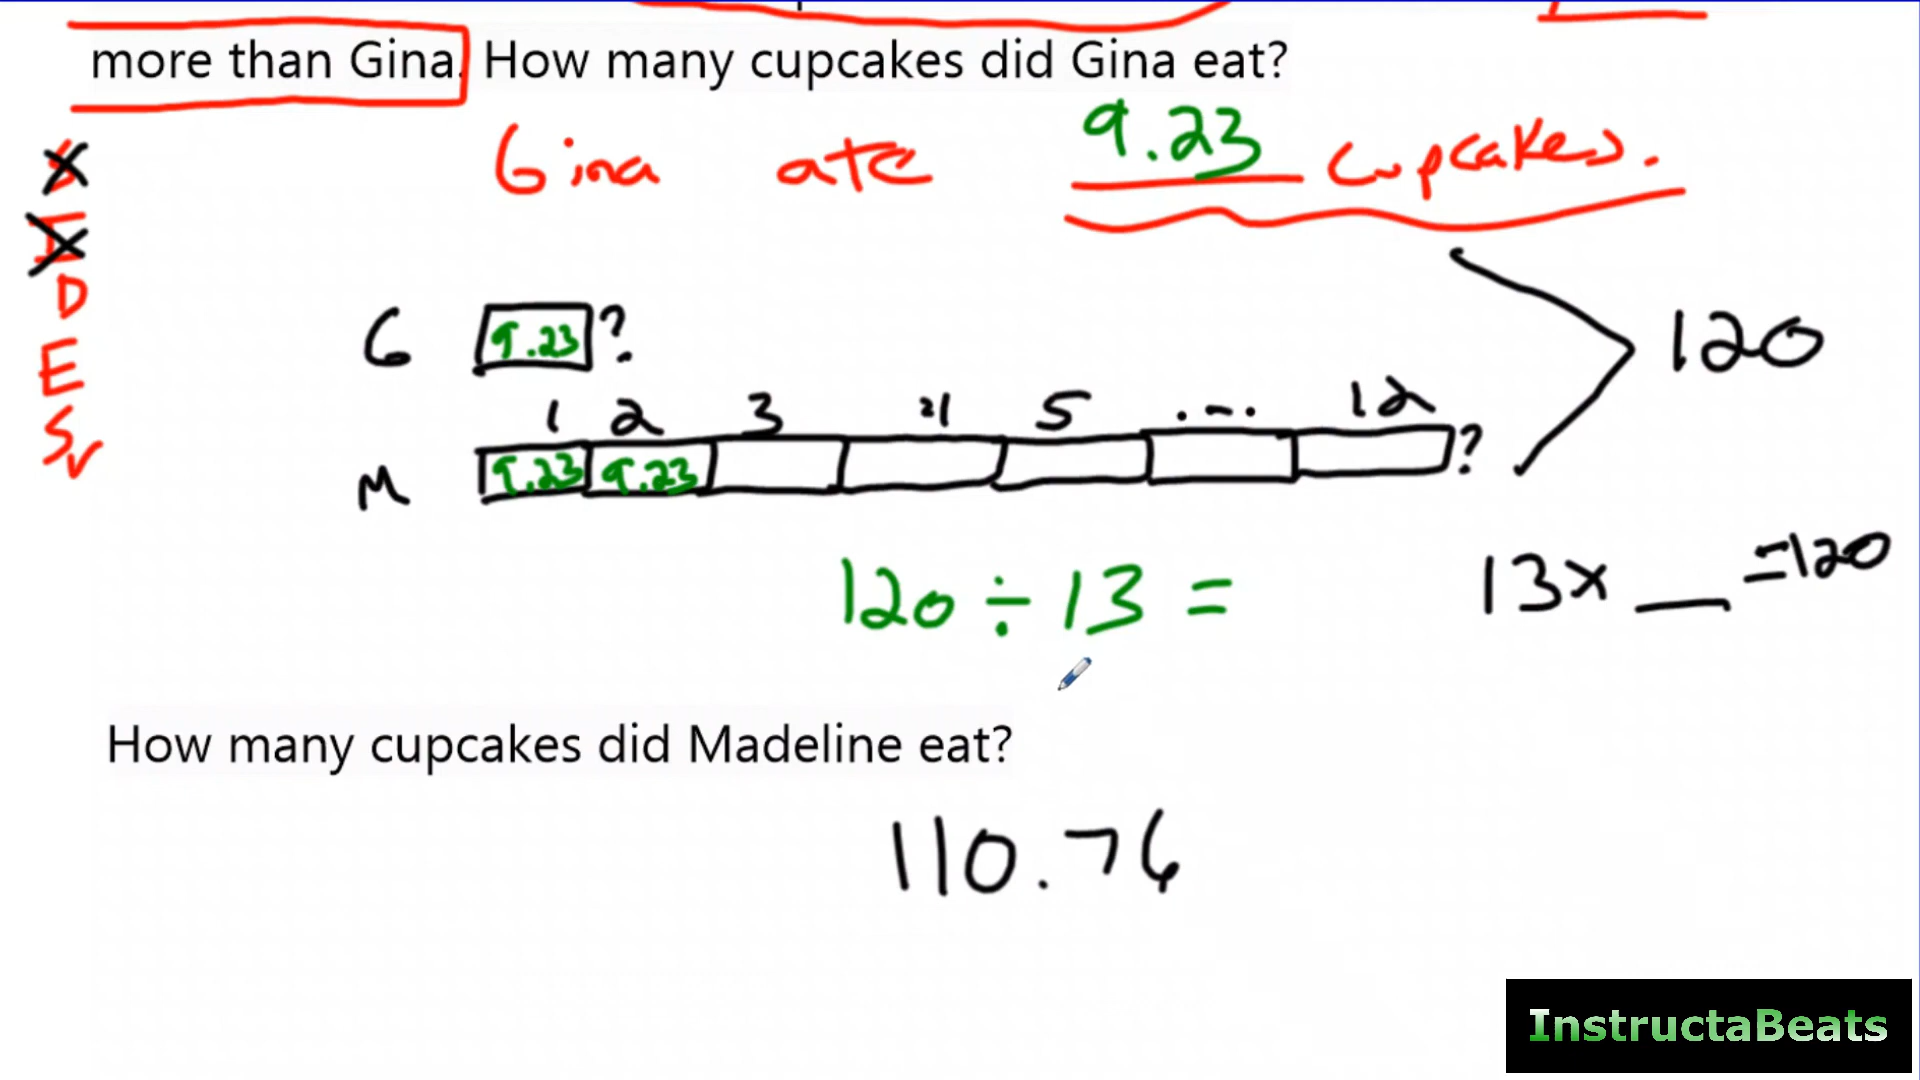 more than Gina. How many cupcakes did Gina eat?
Gina ate 9.23 cupcakes.
S
I
D
E
S
G 9.23 ?
120
1 2 3 4 5 ... 12
M 9.23 9.23 ?
13x __ =120
120 ÷ 13 =
How many cupcakes did Madeline eat?
110.76
InstructaBeats